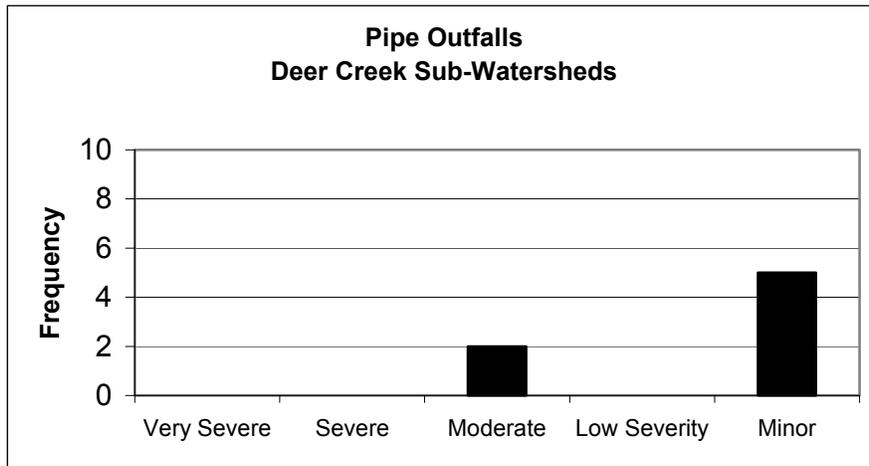 Pipe Outfalls
Deer Creek Sub-Watersheds
Frequency
10
8
6
4
2
0
Very Severe Severe Moderate Low Severity Minor